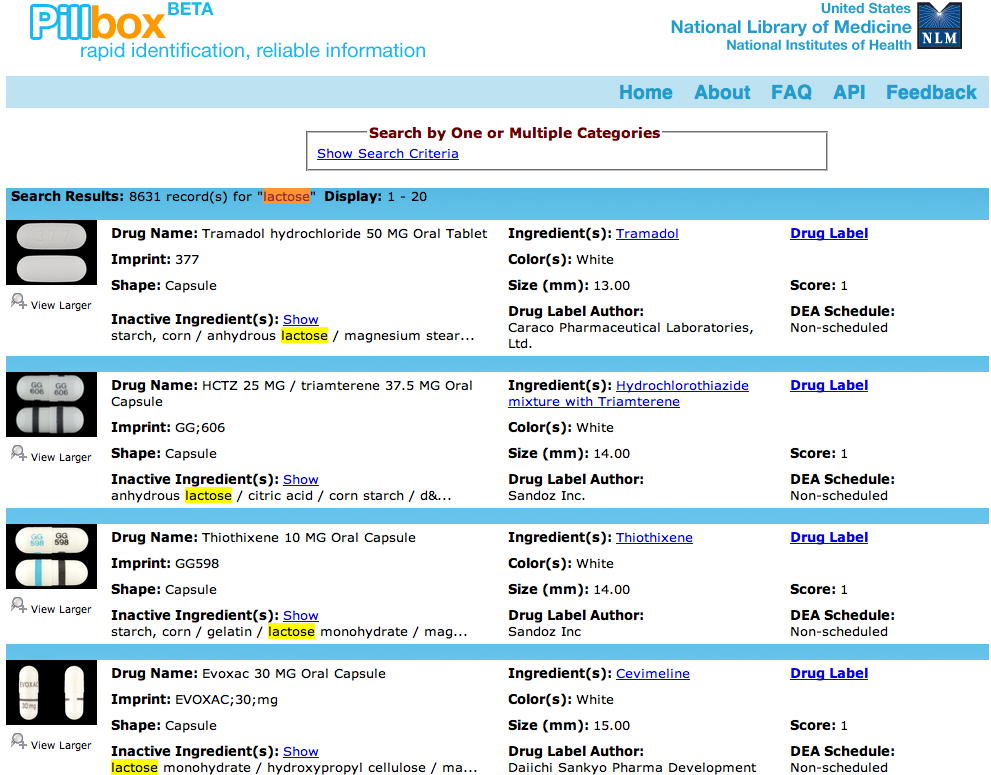 Pillbox BETA
rapid identification, reliable information
United States
National Library of Medicine
National Institutes of Health
NLM
Home About FAQ API Feedback
Search by One or Multiple Categories
Show Search Criteria
Search Results: 8631 record(s) for "lactose" Display: 1 - 20
Drug Name: Tramadol hydrochloride 50 MG Oral Tablet
Imprint: 377
Shape: Capsule
Inactive Ingredient(s): Show
starch, corn / anhydrous lactose / magnesium stear...
Ingredient(s): Tramadol
Color(s): White
Size (mm): 13.00
Drug Label Author:
Caraco Pharmaceutical Laboratories,
Ltd.
Drug Label
Score: 1
DEA Schedule:
Non-scheduled
View Larger
GG GG
606 606
Drug Name: HCTZ 25 MG / triamterene 37.5 MG Oral
Capsule
Imprint: GG;606
Shape: Capsule
Inactive Ingredient(s): Show
anhydrous lactose / citric acid / corn starch / d&...
Ingredient(s): Hydrochlorothiazide
mixture with Triamterene
Color(s): White
Size (mm): 14.00
Drug Label Author:
Sandoz Inc.
Drug Label
Score: 1
DEA Schedule:
Non-scheduled
View Larger
GG GG
598 598
Drug Name: Thiothixene 10 MG Oral Capsule
Imprint: GG598
Shape: Capsule
Inactive Ingredient(s): Show
starch, corn / gelatin / lactose monohydrate / mag...
Ingredient(s): Thiothixene
Color(s): White
Size (mm): 14.00
Drug Label Author:
Sandoz Inc
Drug Label
Score: 1
DEA Schedule:
Non-scheduled
View Larger
EVOXAC
30 mg
Drug Name: Evoxac 30 MG Oral Capsule
Imprint: EVOXAC;30;mg
Shape: Capsule
Inactive Ingredient(s): Show
lactose monohydrate / hydroxypropyl cellulose / ma...
Ingredient(s): Cevimeline
Color(s): White
Size (mm): 15.00
Drug Label Author:
Daiichi Sankyo Pharma Development
Drug Label
Score: 1
DEA Schedule:
Non-scheduled
View Larger